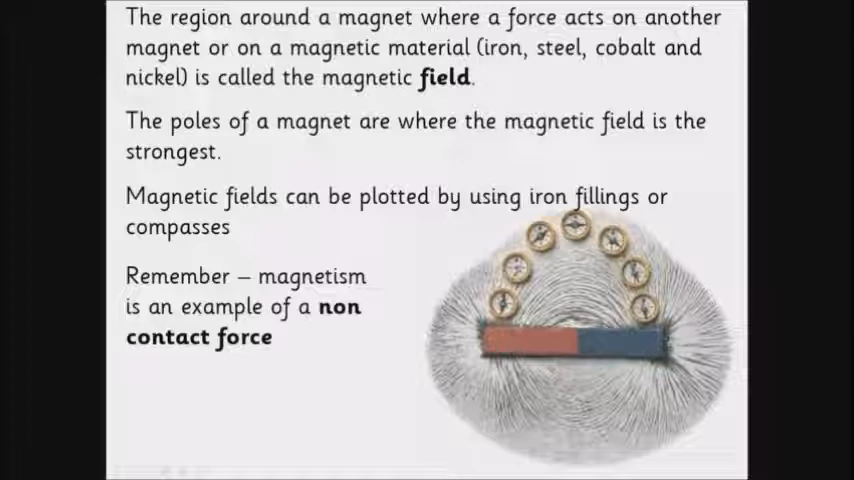 The region around a magnet where a force acts on another
magnet or on a magnetic material (iron, steel, cobalt and
nickel) is called the magnetic field.
The poles of a magnet are where the magnetic field is the
strongest.
Magnetic fields can be plotted by using iron fillings or
compasses
Remember – magnetism
is an example of a non
contact force